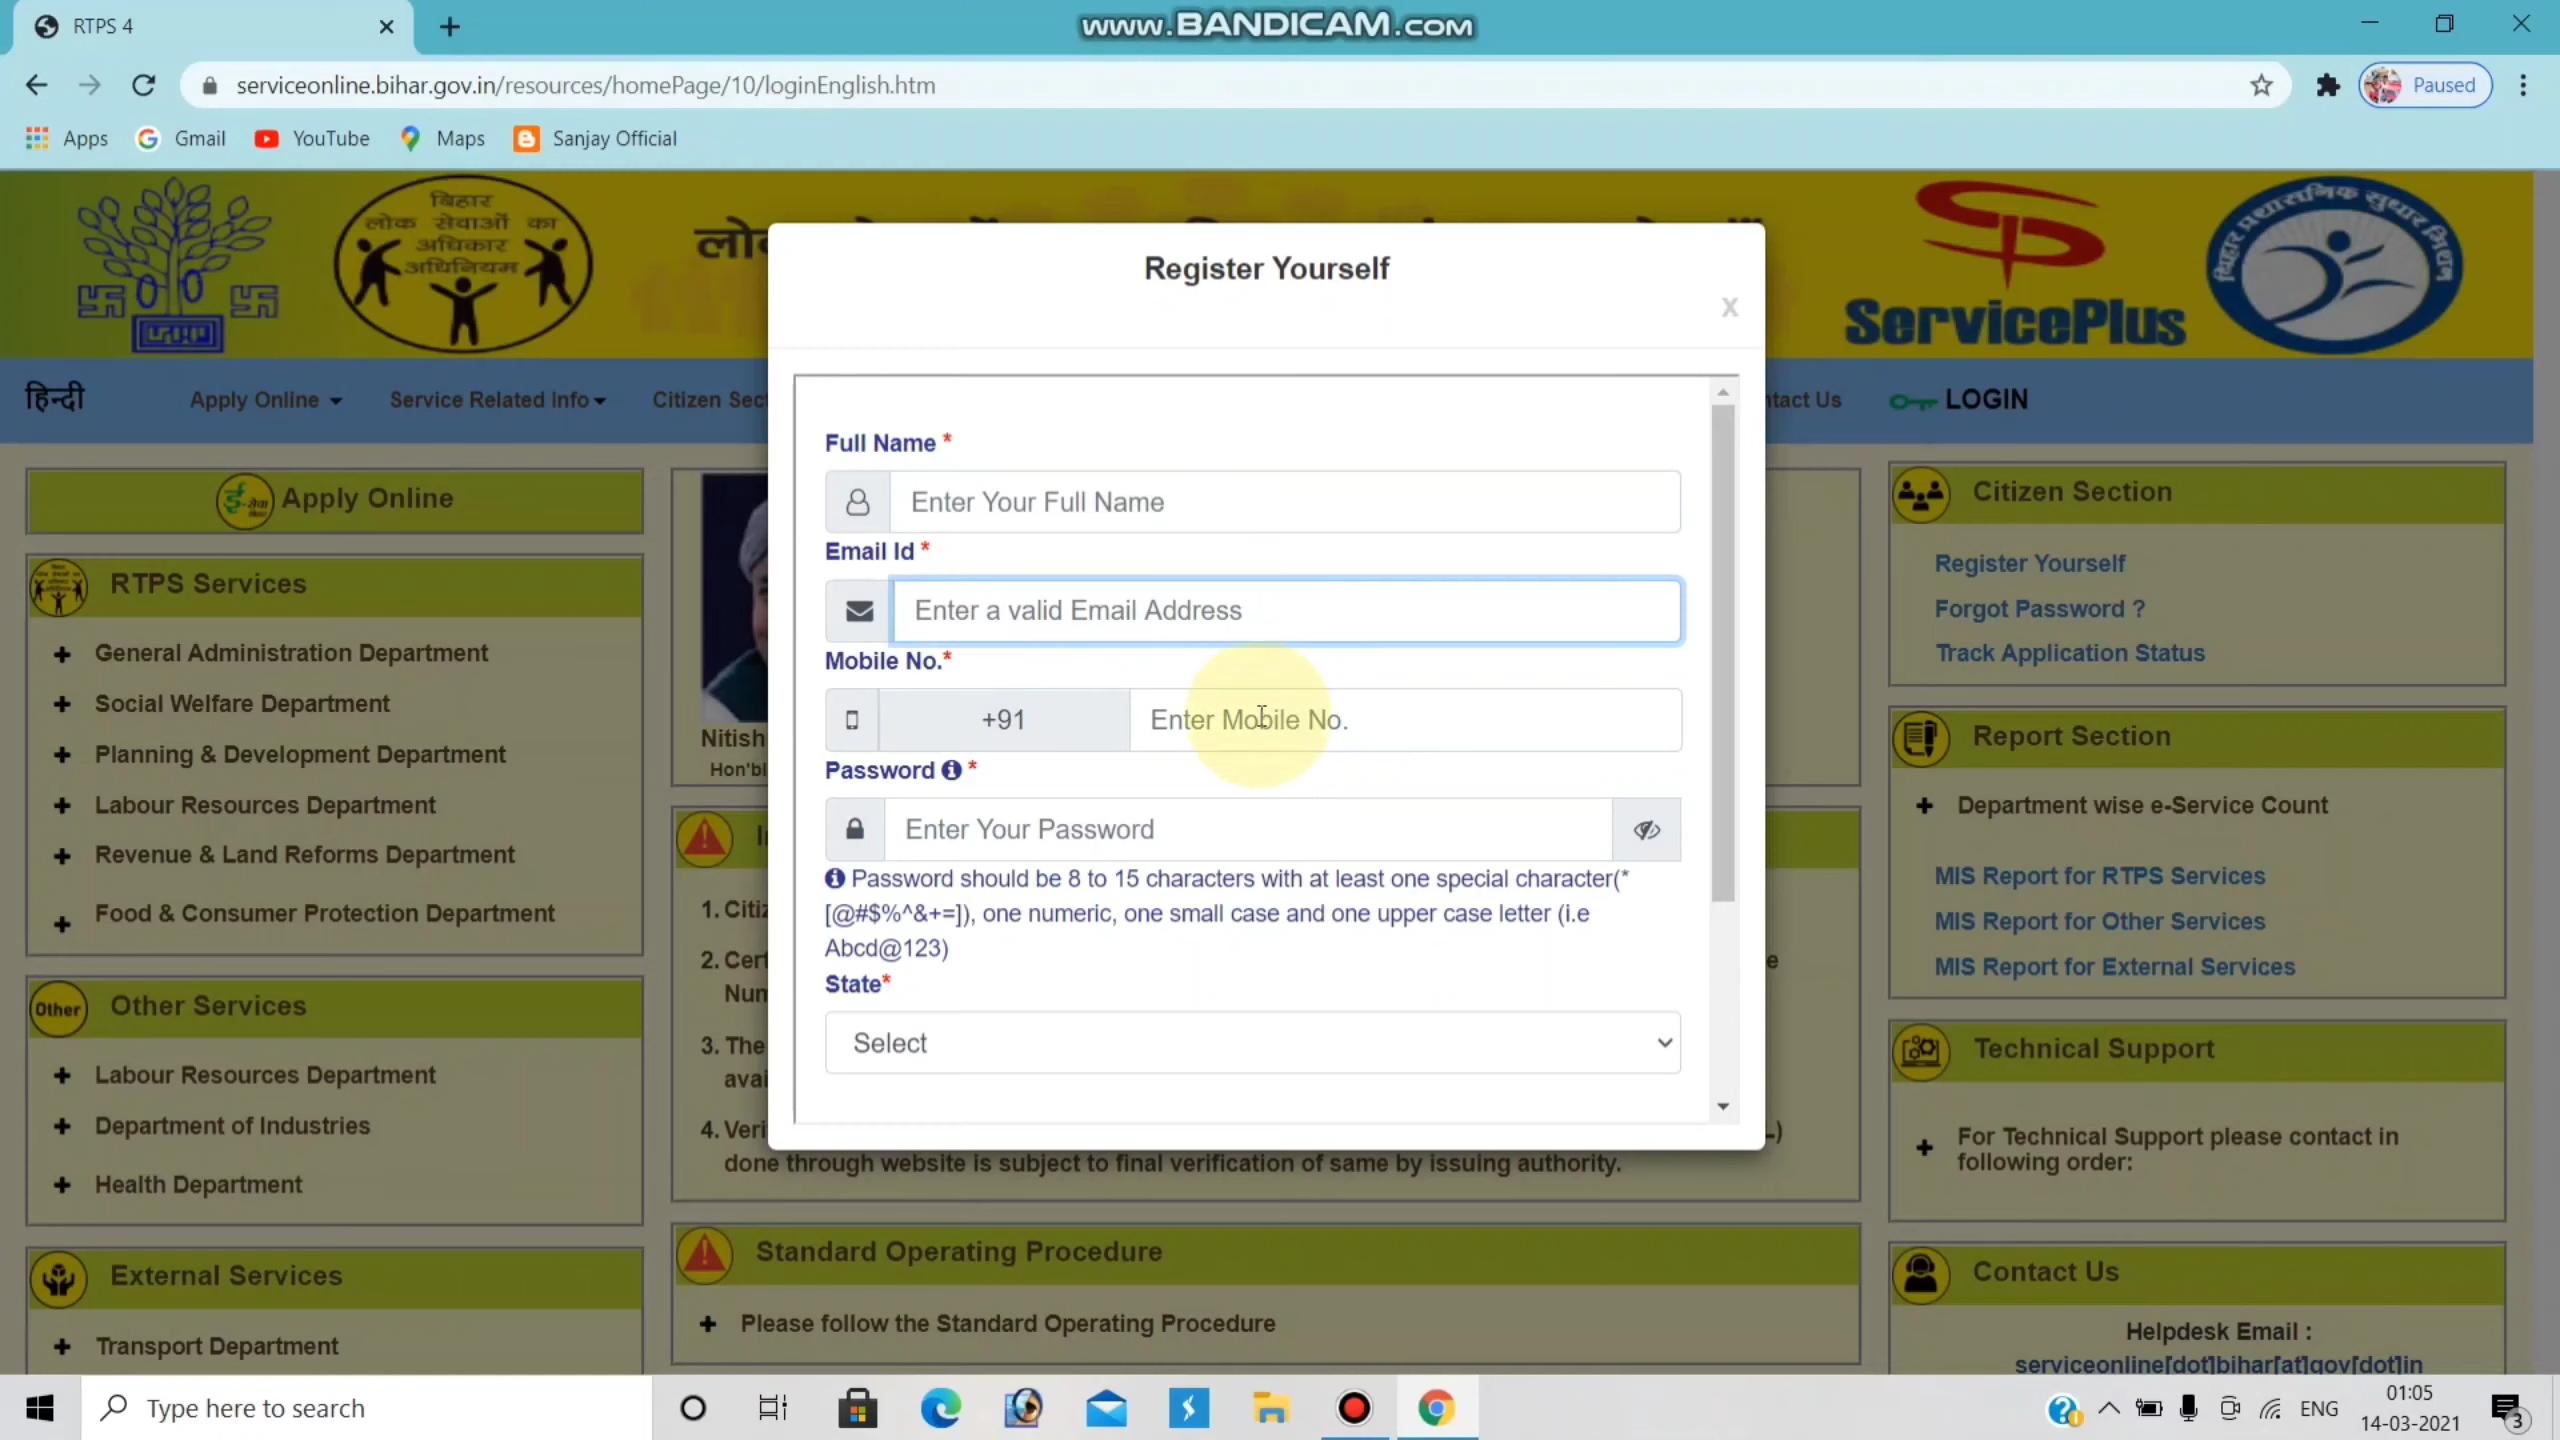 RTPS 4
www.BANDICAM.com
serviceonline.bihar.gov.in/resources/homePage/10/loginEnglish.htm
Paused
Apps
Gmail
YouTube
Maps
Sanjay Official
बिहार
लोक सेवाओं का
अधिकार
अधिनियम
ServicePlus
बिहार प्रशासनिक सुधार मिशन
हिन्दी
Apply Online
Service Related Info
Citizen Sec
ntact Us
LOGIN
Register Yourself
x
Full Name *
Enter Your Full Name
Email Id *
Enter a valid Email Address
Mobile No.*
+91
Enter Mobile No.
Password *
Enter Your Password
Password should be 8 to 15 characters with at least one special character(*
[@#$%^&+=]), one numeric, one small case and one upper case letter (i.e
Abcd@123)
State*
Select
Apply Online
RTPS Services
General Administration Department
Social Welfare Department
Planning & Development Department
Labour Resources Department
Revenue & Land Reforms Department
Food & Consumer Protection Department
Other
Other Services
Labour Resources Department
Department of Industries
Health Department
External Services
Transport Department
Nitish
Hon'bl
1. Citiz
2. Cert
Num
3. The
avai
4. Veri
done through website is subject to final verification of same by issuing authority.
Standard Operating Procedure
Please follow the Standard Operating Procedure
Citizen Section
Register Yourself
Forgot Password ?
Track Application Status
Report Section
Department wise e-Service Count
MIS Report for RTPS Services
MIS Report for Other Services
MIS Report for External Services
Technical Support
For Technical Support please contact in
following order:
Contact Us
Helpdesk Email :
serviceonline[dot]bihar[at]gov[dot]in
Type here to search
ENG
01:05
14-03-2021
3